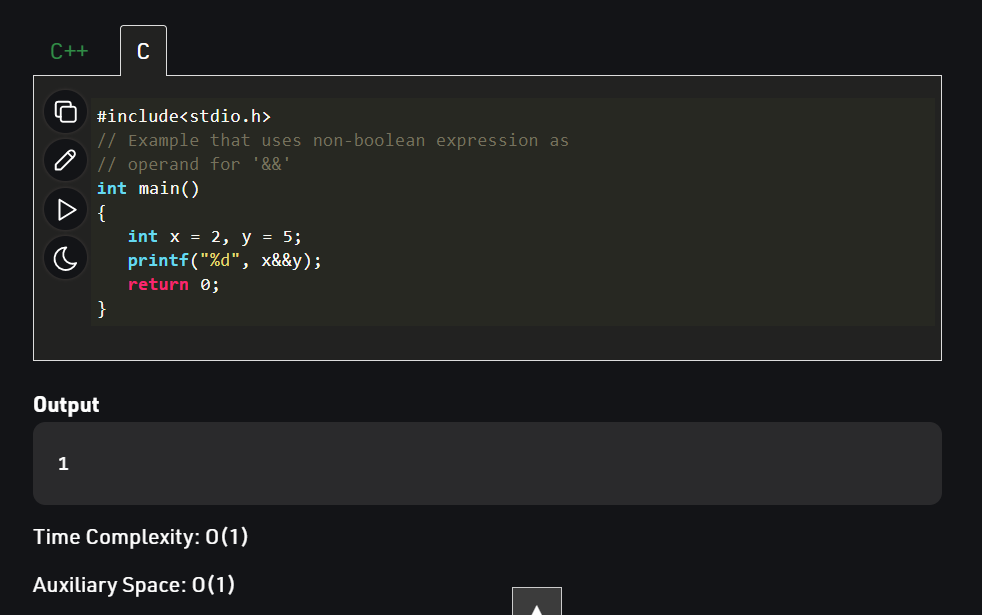 C++ C
#include<stdio.h>
// Example that uses non-boolean expression as
// operand for '&&'
int main()
{
   int x = 2, y = 5;
   printf("%d", x&&y);
   return 0;
}
Output
1
Time Complexity: O(1)
Auxiliary Space: O(1)